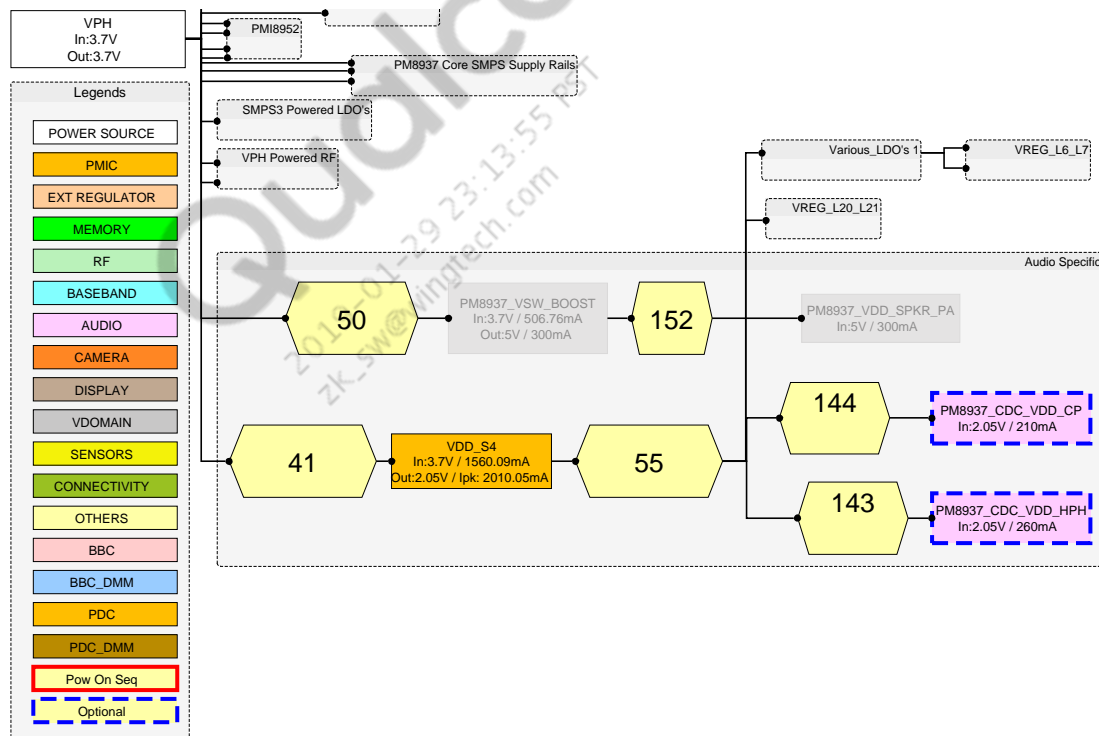 VPH
In:3.7V
Out:3.7V
Legends
POWER SOURCE
PMIC
EXT REGULATOR
MEMORY
RF
BASEBAND
AUDIO
CAMERA
DISPLAY
VDOMAIN
SENSORS
CONNECTIVITY
OTHERS
BBC
BBC_DMM
PDC
PDC_DMM
Pow On Seq
Optional
PMI8952
PM8937 Core SMPS Supply Rails
SMPS3 Powered LDO's
VPH Powered RF
Various_LDO's 1
VREG_L6_L7
VREG_L20_L21
Audio Specific
50
PM8937_VSW_BOOST
In:3.7V / 506.76mA
Out:5V / 300mA
152
PM8937_VDD_SPKR_PA
In:5V / 300mA
41
VDD_S4
In:3.7V / 1560.09mA
Out:2.05V / Ipk: 2010.05mA
55
144
PM8937_CDC_VDD_CP
In:2.05V / 210mA
143
PM8937_CDC_VDD_HPH
In:2.05V / 260mA
Qualco
2019-01-29 23:13:55 PST
zk_sw@wingtech.com